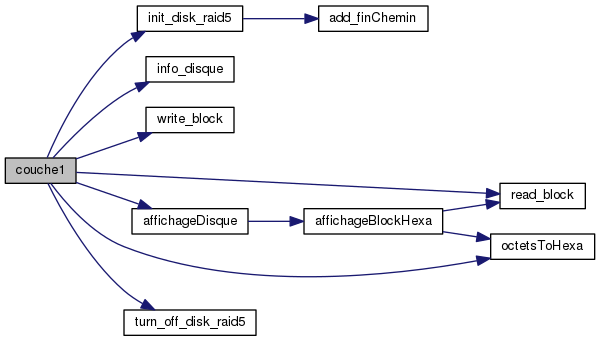 init_disk_raid5
add_finChemin
info_disque
write_block
couche1
read_block
affichageDisque
affichageBlockHexa
octetsToHexa
turn_off_disk_raid5